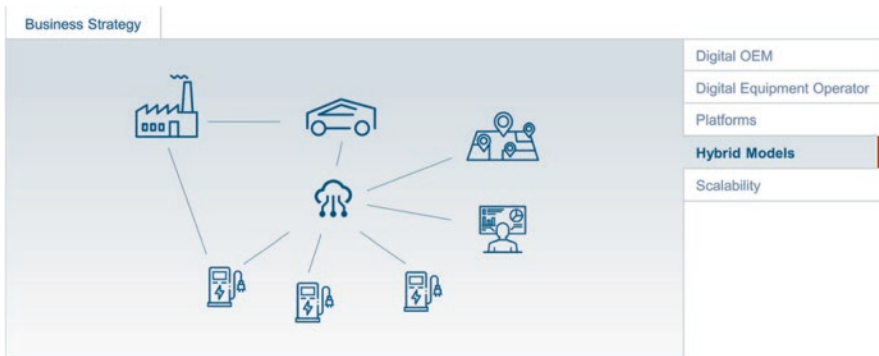 Business Strategy
Digital OEM
Digital Equipment Operator
Platforms
Hybrid Models
Scalability